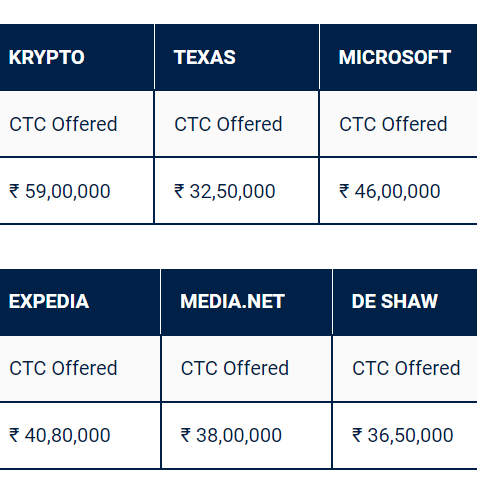 KRYPTO TEXAS MICROSOFT
CTC Offered CTC Offered CTC Offered
₹ 59,00,000 ₹ 32,50,000 ₹ 46,00,000
EXPEDIA MEDIA.NET DE SHAW
CTC Offered CTC Offered CTC Offered
₹ 40,80,000 ₹ 38,00,000 ₹ 36,50,000